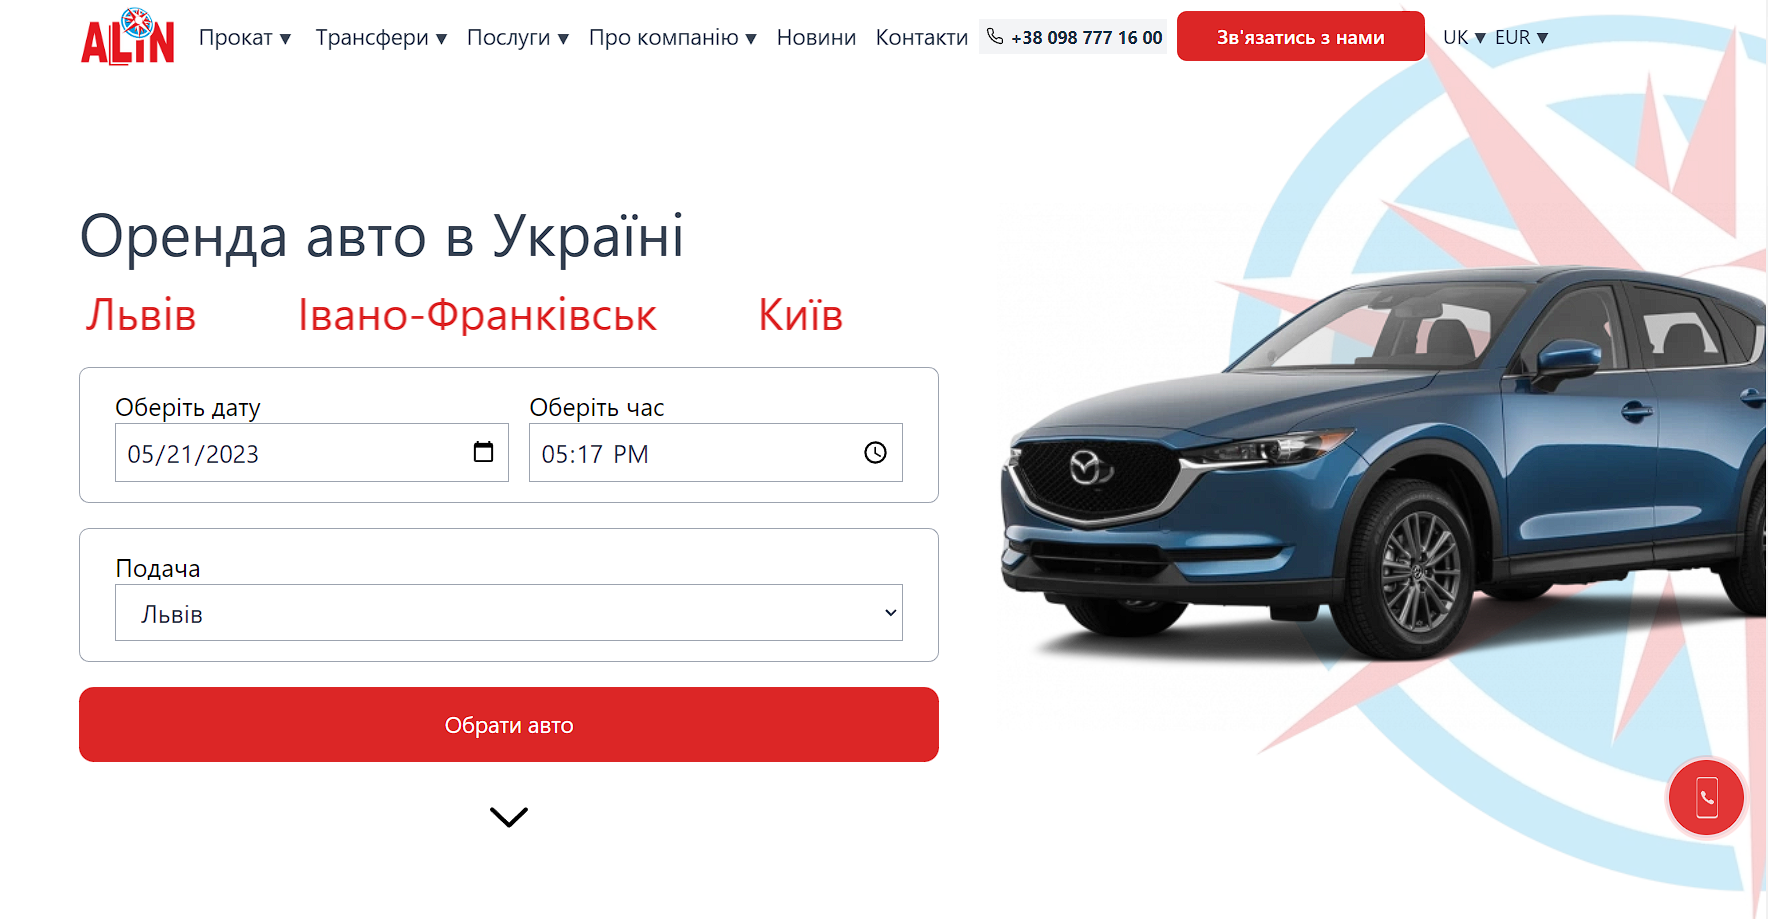 ALIN
Прокат ▼ Трансфери ▼ Послуги ▼ Про компанію ▼ Новини Контакти +38 098 777 16 00 Зв'язатись з нами UK ▼ EUR ▼
Оренда авто в Україні
Львів Івано-Франківськ Київ
Оберіть дату Оберіть час
05/21/2023 05:17 PM
Подача
Львів
Обрати авто